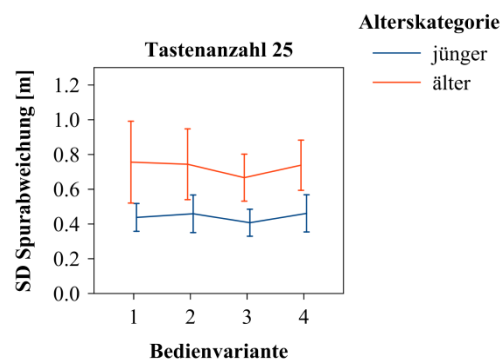 Alterskategorie
jünger
älter
Tastenanzahl 25
SD Spurabweichung [m]
1.2
1.0
0.8
0.6
0.4
0.2
0.0
1 2 3 4
Bedienvariante